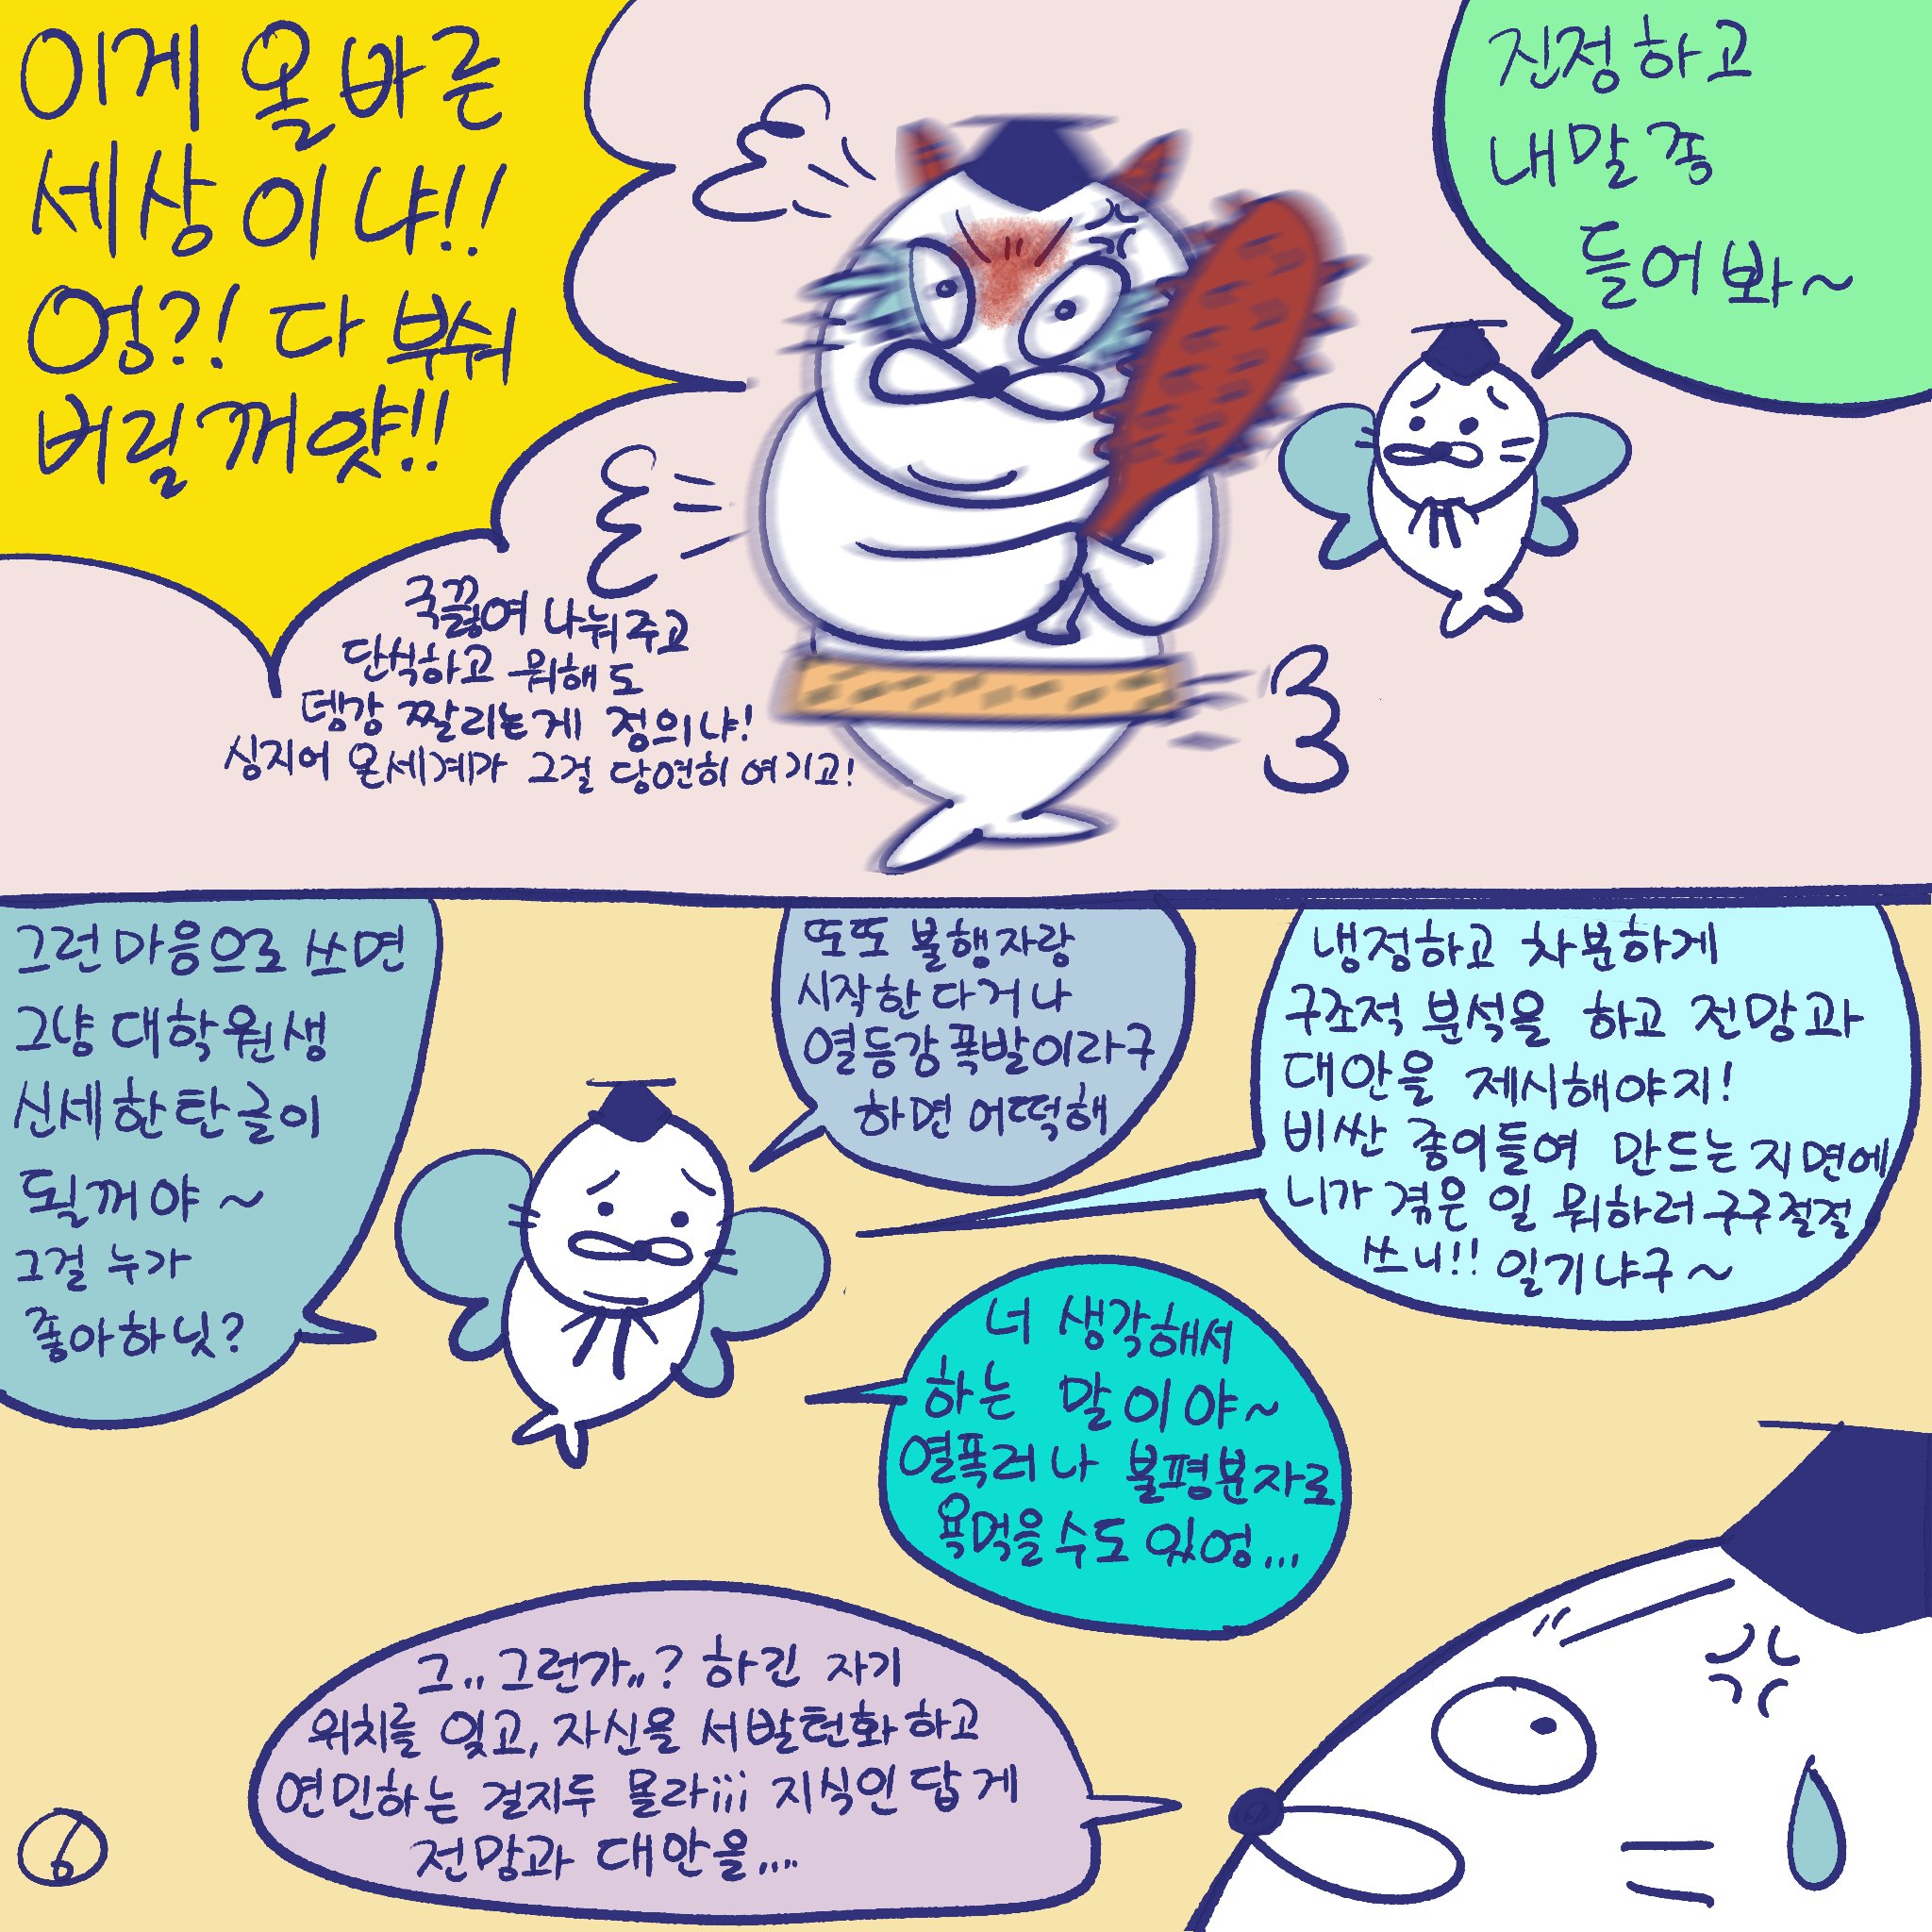 이게 올바른
세상이냐!!
엉?! 다 부숴
버릴꺼얏!!
진정하고
내말 좀
들어봐~
국끓여 나눠주고
단식하고 뭐해도
뎅강 짤리는게 정의냐!
심지어 온세계가 그걸 당연히 여기고!
그런마음으로 쓰면
그냥 대학원생
신세한탄글이
될꺼야~
그걸 누가
좋아하닛?
또또 불행자랑
시작한다거나
열등감폭발이라구
하면 어떡해
냉정하고 차분하게
구조적 분석을 하고 전망과
대안을 제시해야지!
비싼 종이들여 만드는 지면에
니가 겪은 일 뭐하러 구구절절
쓰니!! 일기냐구~
너 생각해서
하는 말이야~
열폭러나 불평분자로
욕먹을수도 있엉...
그.. 그런가..? 하긴 자기
위치를 잊고, 자신을 서발턴화하고
연민하는 걸지두 몰라;;; 지식인답게
전망과 대안을....
6